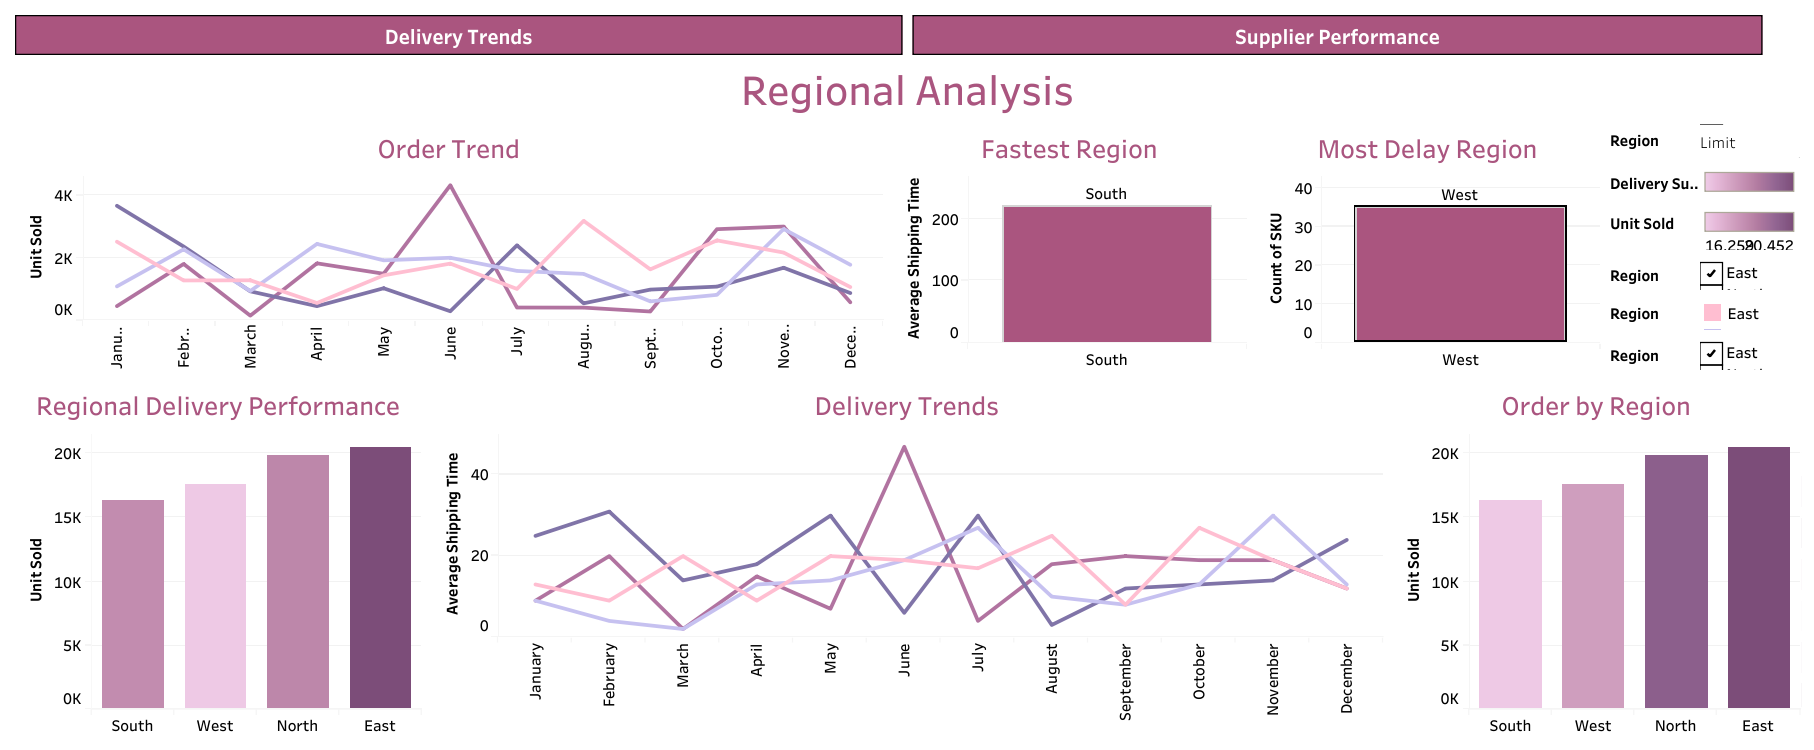 Delivery Trends
Supplier Performance
Regional Analysis
Order Trend
Unit Sold
4K
2K
0K
Janu..
Febr..
March
April
May
June
July
Augu..
Sept..
Octo..
Nove..
Dece..
Fastest Region
Average Shipping Time
South
200
100
0
South
Most Delay Region
Count of SKU
West
40
30
20
10
0
West
Region
Limit
Delivery Su..
Unit Sold
Region
East
Region
East
Region
East
Regional Delivery Performance
Unit Sold
20K
15K
10K
5K
0K
South
West
North
East
Delivery Trends
Average Shipping Time
40
20
0
January
February
March
April
May
June
July
August
September
October
November
December
Order by Region
Unit Sold
20K
15K
10K
5K
0K
South
West
North
East